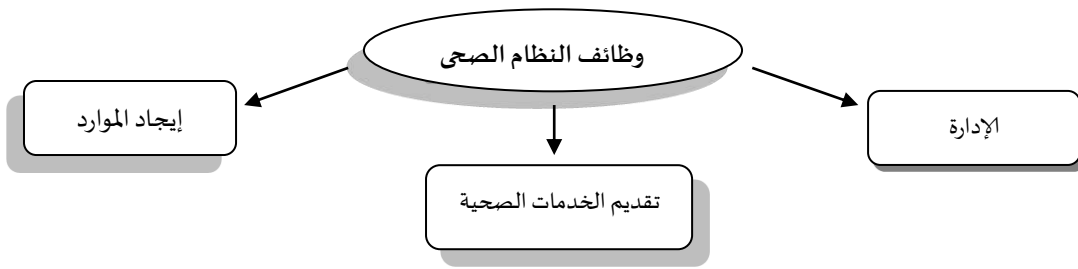 وظائف النظام الصحى
الإدارة
إيجاد الموارد
تقديم الخدمات الصحية